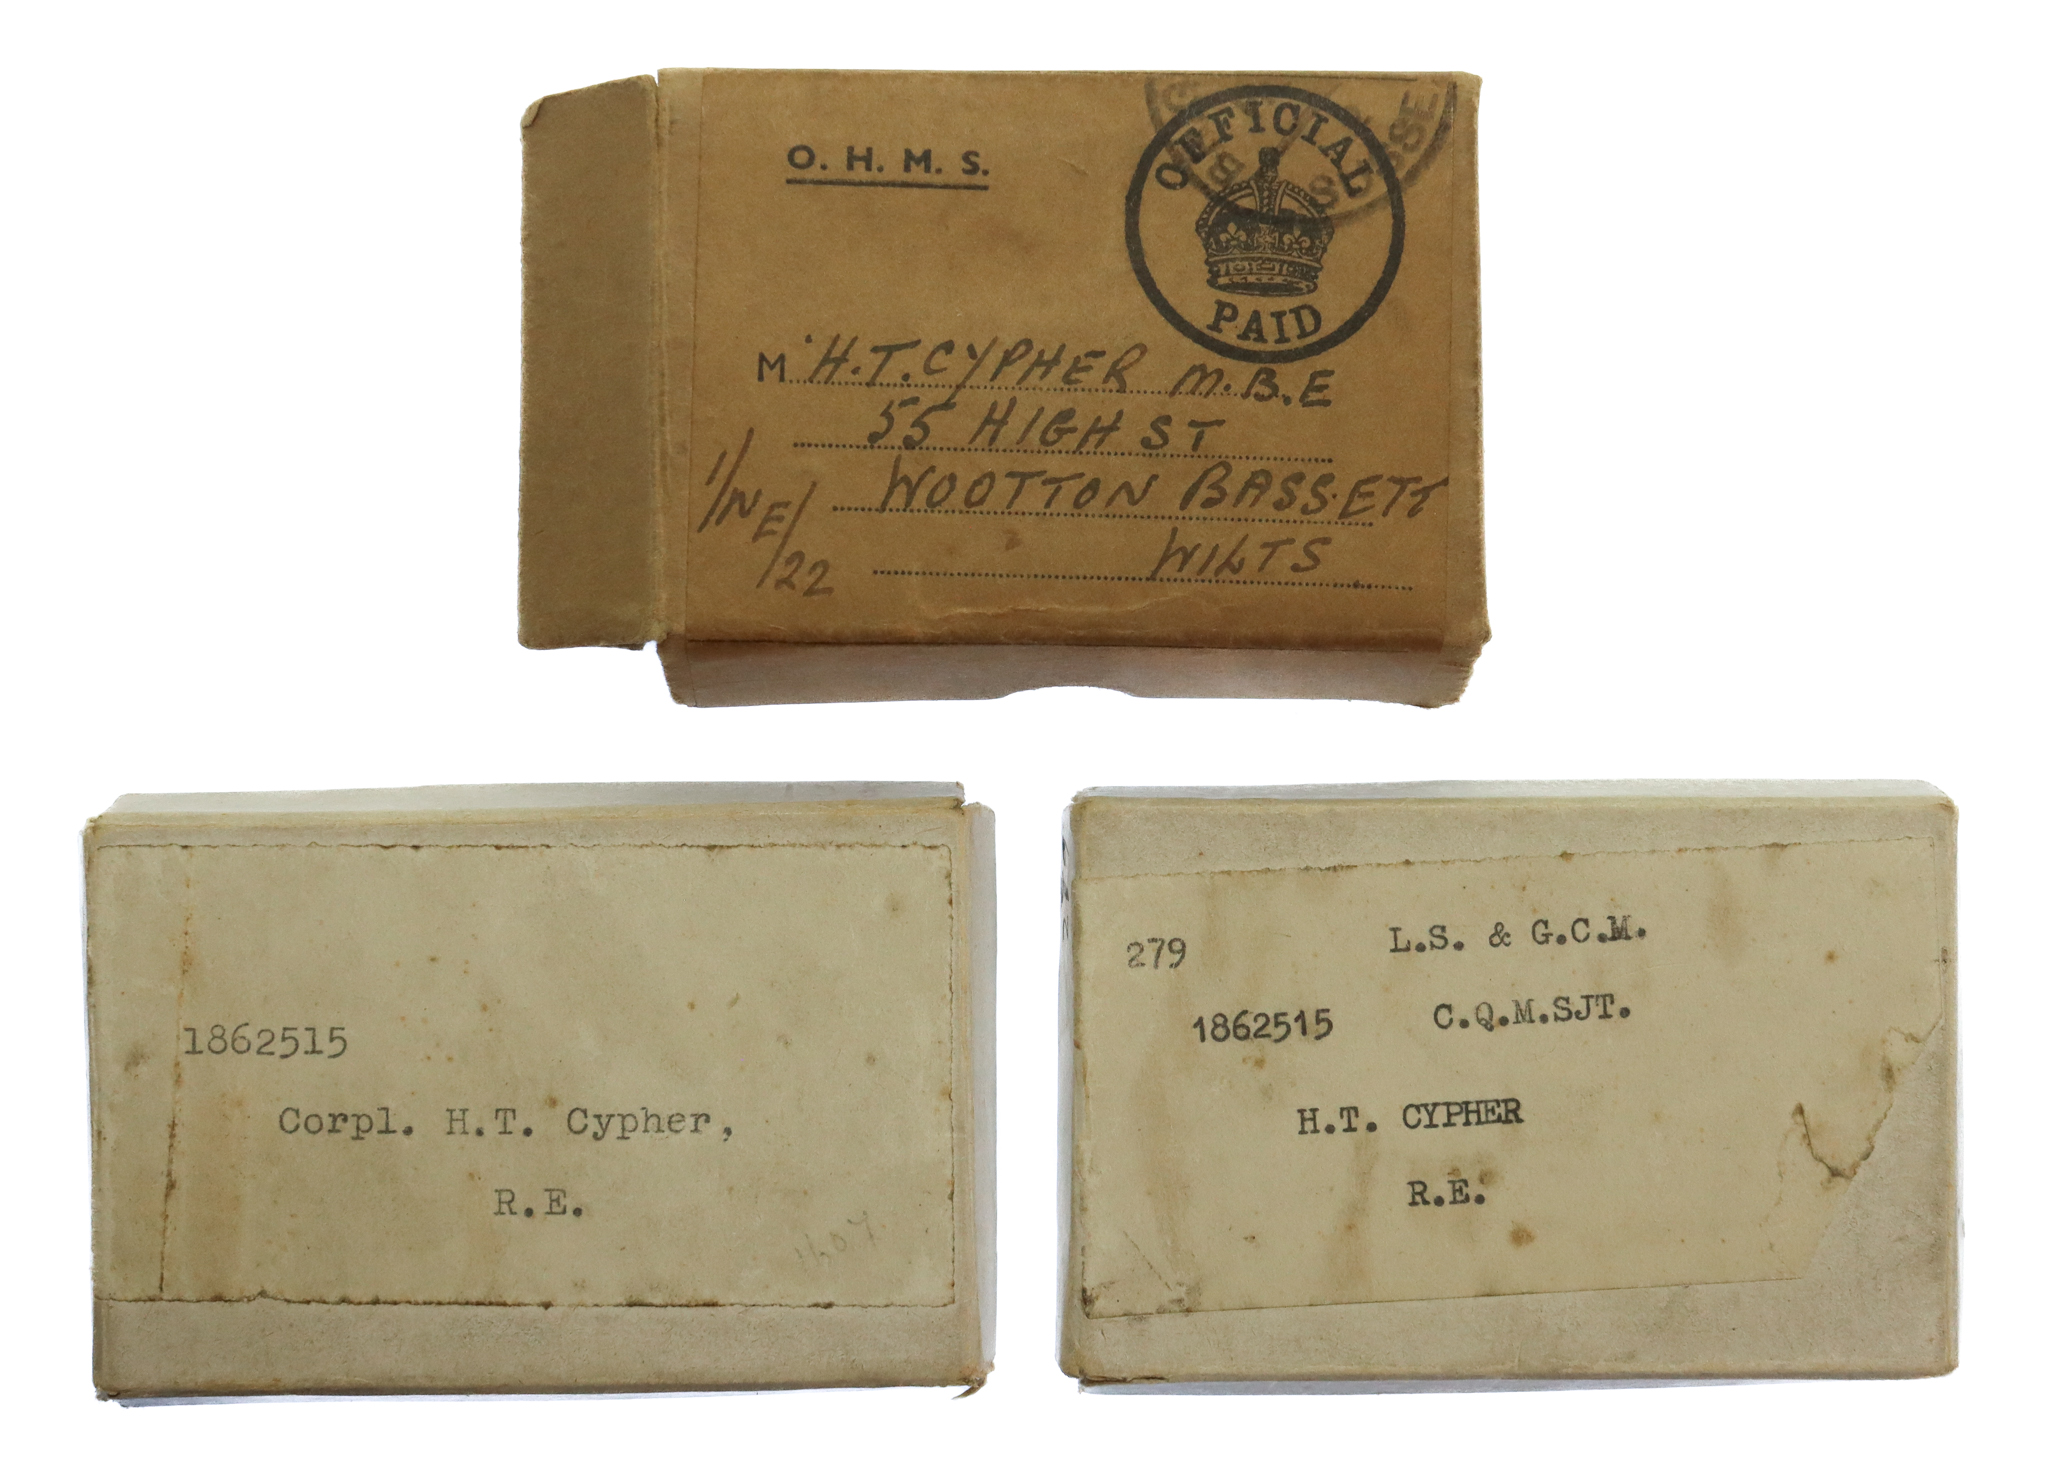 O. H. M. S.
OFFICIAL
PAID
M' H.T. CYPHER M.B.E
55 HIGH ST
WOOTTON BASSETT
WILTS
1/NE/22
1862515
Corpl. H.T. Cypher,
R.E.
279 L.S. & G.C.M.
1862515 C.Q.M.SJT.
H.T. CYPHER
R.E.